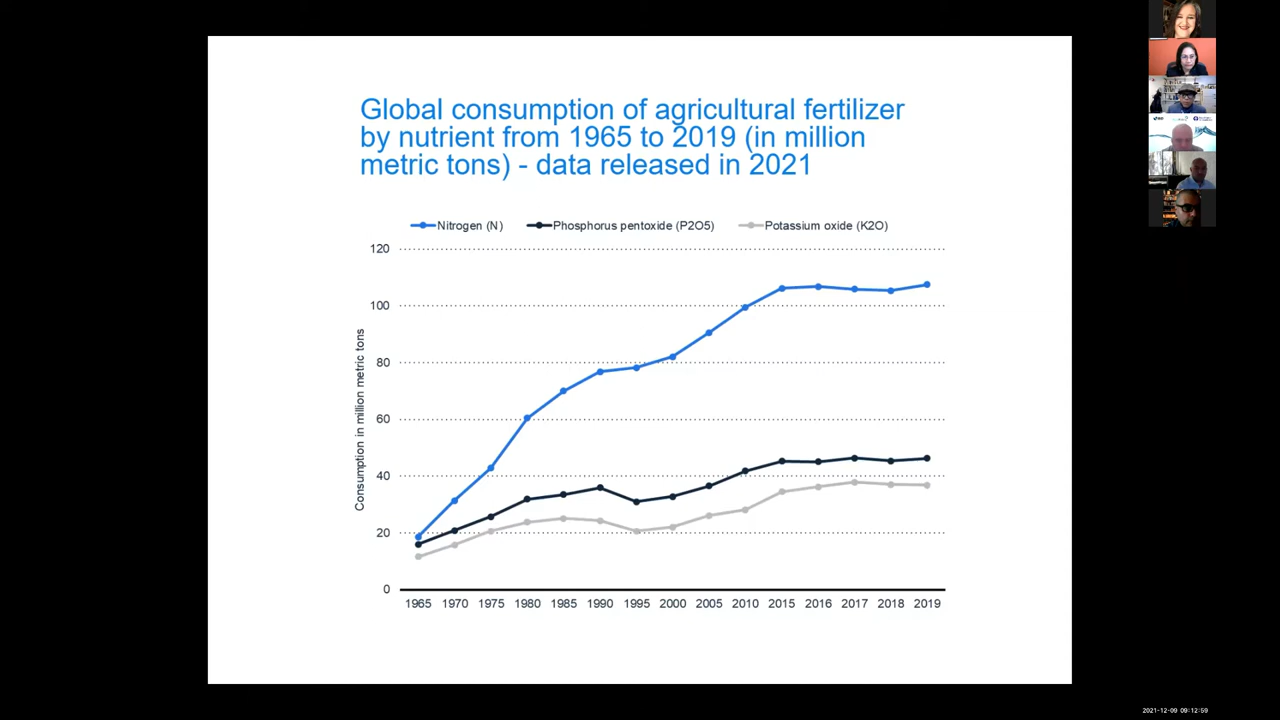 Global consumption of agricultural fertilizer
by nutrient from 1965 to 2019 (in million
metric tons) - data released in 2021
Nitrogen (N) Phosphorus pentoxide (P2O5) Potassium oxide (K2O)
Consumption in million metric tons
120
100
80
60
40
20
0
1965 1970 1975 1980 1985 1990 1995 2000 2005 2010 2015 2016 2017 2018 2019
2021-12-09 09:12:59